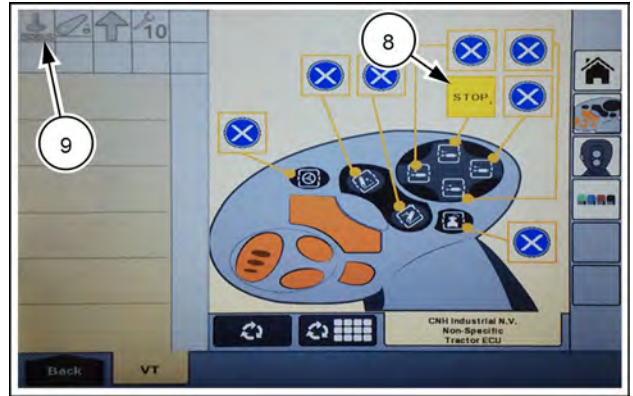 10
8
STOP
9
CNH Industrial N.V.
Non-Specific
Tractor ECU
Back
VT